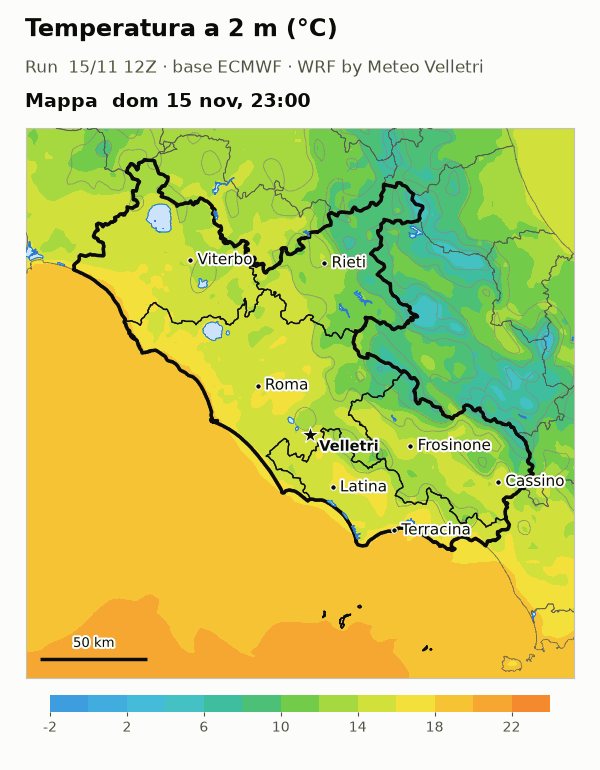 Temperatura a 2 m (°C)
Run  15/11 12Z · base ECMWF · WRF by Meteo Velletri
Mappa  dom 15 nov, 23:00
Viterbo
Rieti
Roma
Velletri
Frosinone
Latina
Cassino
Terracina
50 km
-2 2 6 10 14 18 22